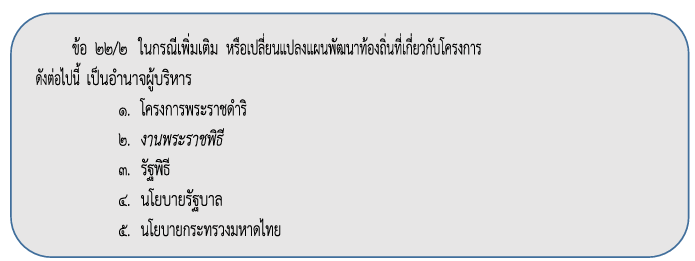 ข้อ ๒๒/๒ ในกรณีเพิ่มเติม หรือเปลี่ยนแปลงแผนพัฒนาท้องถิ่นที่เกี่ยวกับโครงการ
ดังต่อไปนี้ เป็นอำนาจผู้บริหาร
๑. โครงการพระราชดำริ
๒. งานพระราชพิธี
๓. รัฐพิธี
๔. นโยบายรัฐบาล
๕. นโยบายกระทรวงมหาดไทย